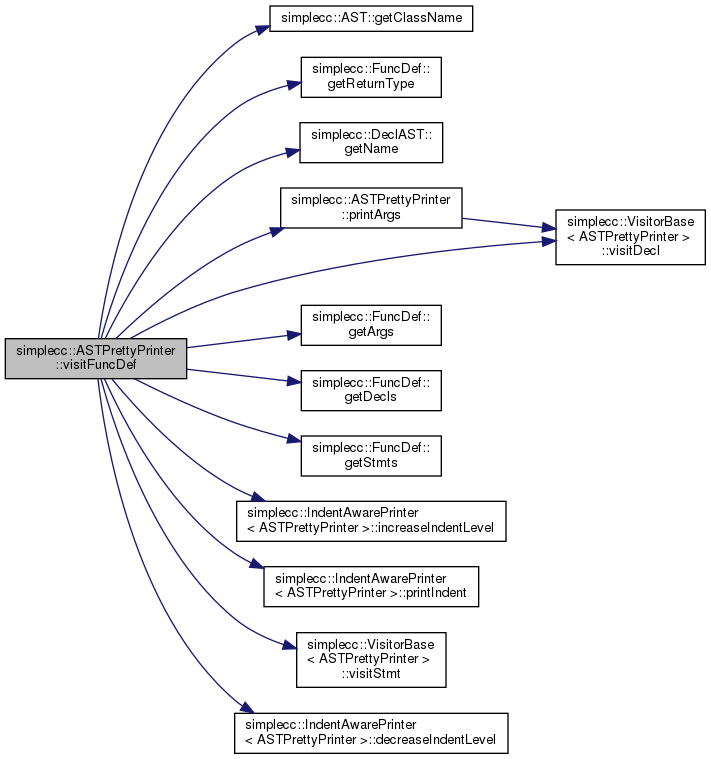 simplecc::AST::getClassName
simplecc::FuncDef::
getReturnType
simplecc::DeclAST::
getName
simplecc::ASTPrettyPrinter
::printArgs
simplecc::VisitorBase
< ASTPrettyPrinter >
::visitDecl
simplecc::FuncDef::
getArgs
simplecc::ASTPrettyPrinter
::visitFuncDef
simplecc::FuncDef::
getDecls
simplecc::FuncDef::
getStmts
simplecc::IndentAwarePrinter
< ASTPrettyPrinter >::increaseIndentLevel
simplecc::IndentAwarePrinter
< ASTPrettyPrinter >::printIndent
simplecc::VisitorBase
< ASTPrettyPrinter >
::visitStmt
simplecc::IndentAwarePrinter
< ASTPrettyPrinter >::decreaseIndentLevel